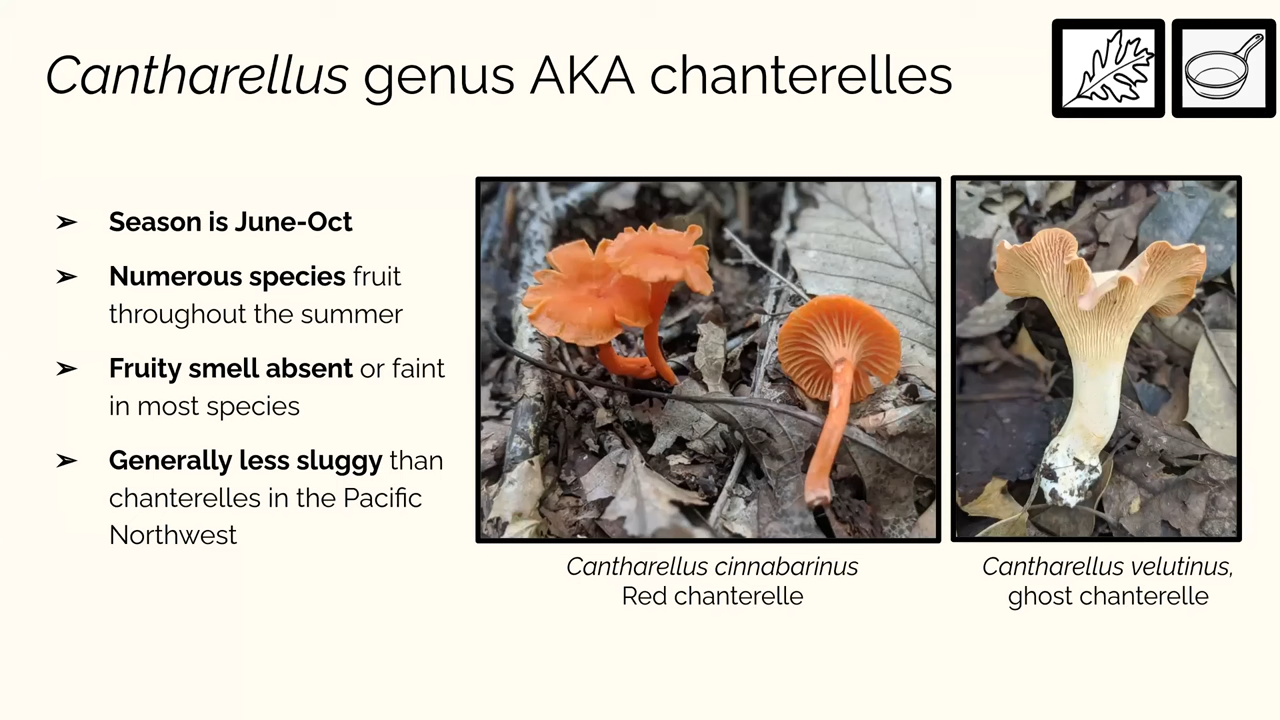 Cantharellus genus AKA chanterelles
➢ Season is June-Oct
➢ Numerous species fruit
throughout the summer
➢ Fruity smell absent or faint
in most species
➢ Generally less sluggy than
chanterelles in the Pacific
Northwest
Cantharellus cinnabarinus
Red chanterelle
Cantharellus velutinus,
ghost chanterelle